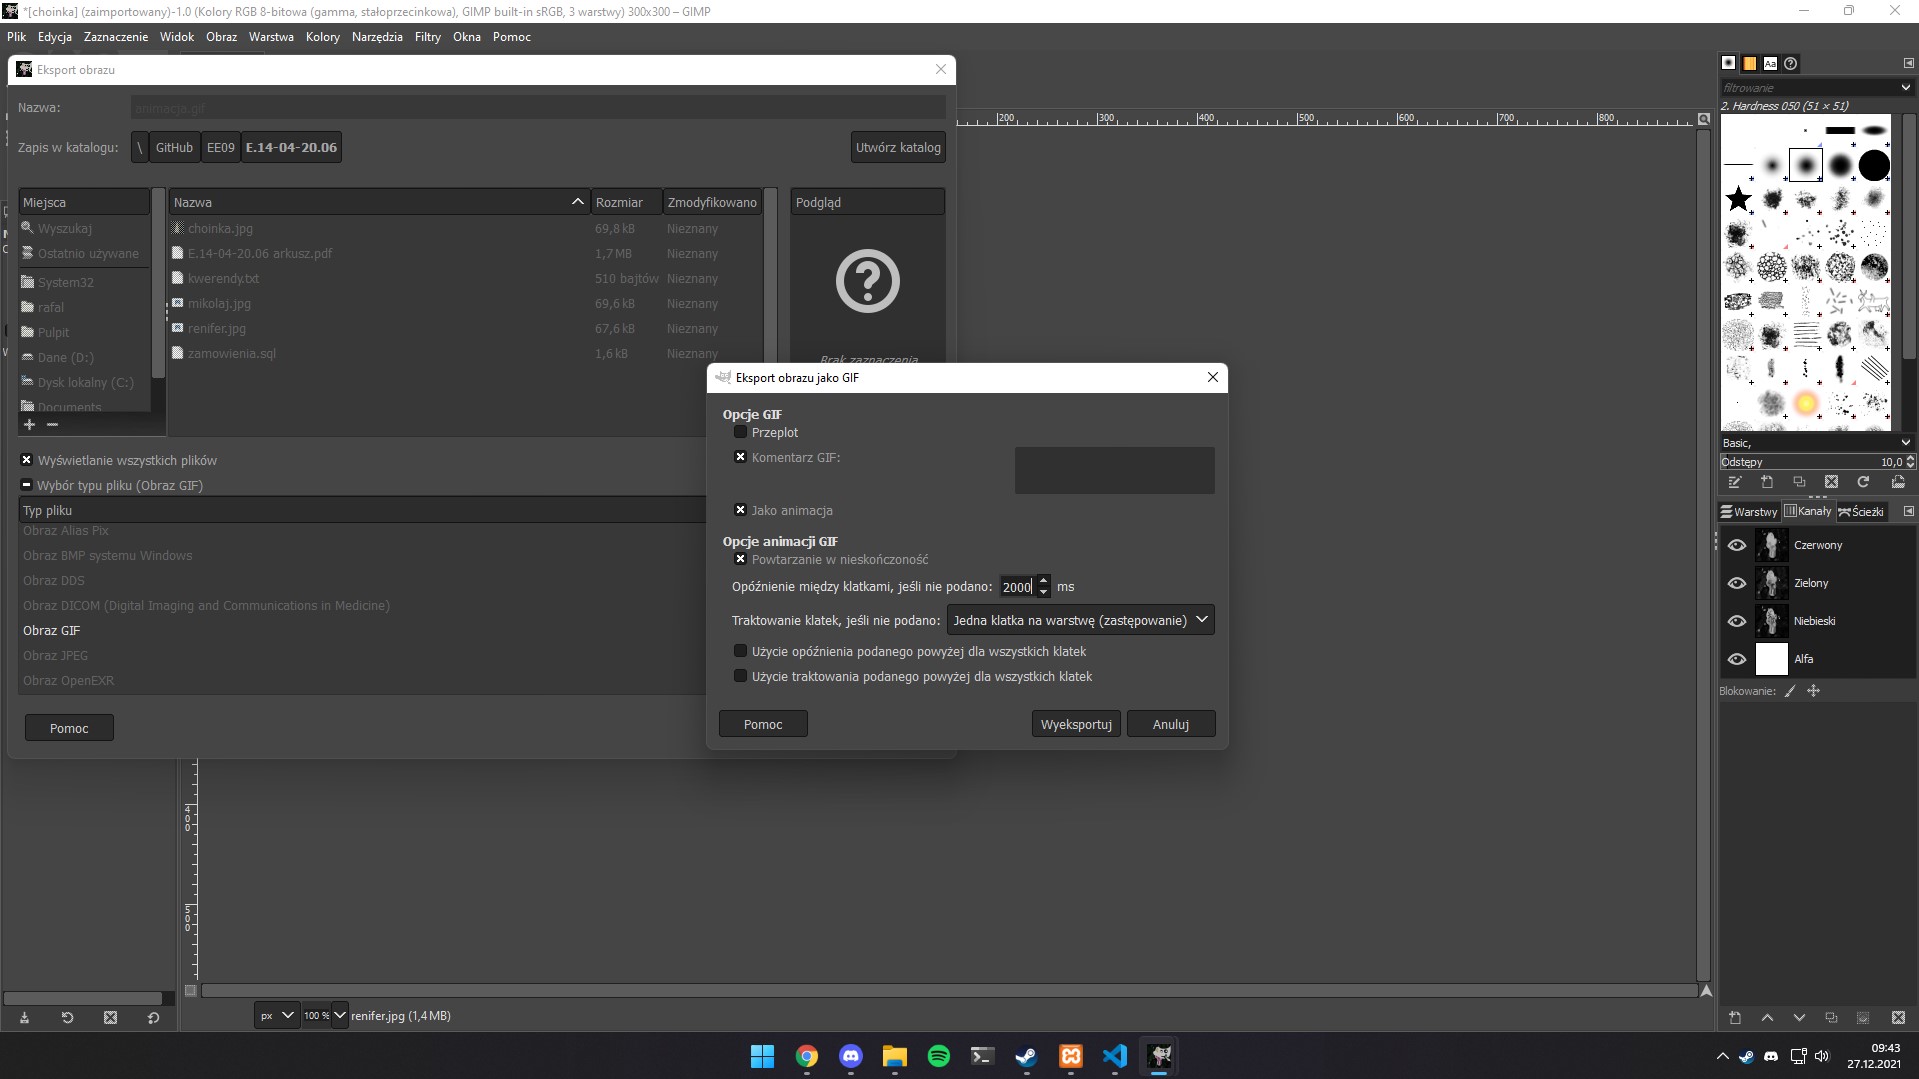 *[choinka] (zaimportowany)-1.0 (Kolory RGB 8-bitowa (gamma, stałoprzecinkowa), GIMP built-in sRGB, 3 warstwy) 300x300 – GIMP
Plik Edycja Zaznaczenie Widok Obraz Warstwa Kolory Narzędzia Filtry Okna Pomoc
Eksport obrazu
Nazwa: animacja.gif
Zapis w katalogu: \ GitHub EE09 E.14-04-20.06 Utwórz katalog
Miejsca
Wyszukaj
Ostatnio używane
System32
rafal
Pulpit
Dane (D:)
Dysk lokalny (C:)
Documents
Nazwa Rozmiar Zmodyfikowano
choinka.jpg 69,8 kB Nieznany
E.14-04-20.06 arkusz.pdf 1,7 MB Nieznany
kwerendy.txt 510 bajtów Nieznany
mikolaj.jpg 69,6 kB Nieznany
renifer.jpg 67,6 kB Nieznany
zamowienia.sql 1,6 kB Nieznany
Podgląd
Brak zaznaczenia
Wyświetlanie wszystkich plików
Wybór typu pliku (Obraz GIF)
Typ pliku
Obraz Alias Pix
Obraz BMP systemu Windows
Obraz DDS
Obraz DICOM (Digital Imaging and Communications in Medicine)
Obraz GIF
Obraz JPEG
Obraz OpenEXR
Pomoc
Eksport obrazu jako GIF
Opcje GIF
Przeplot
Komentarz GIF:
Jako animacja
Opcje animacji GIF
Powtarzanie w nieskończoność
Opóźnienie między klatkami, jeśli nie podano: 2000 ms
Traktowanie klatek, jeśli nie podano: Jedna klatka na warstwę (zastępowanie)
Użycie opóźnienia podanego powyżej dla wszystkich klatek
Użycie traktowania podanego powyżej dla wszystkich klatek
Pomoc Wyeksportuj Anuluj
200 300 400 500 600 700 800
400
500
px 100 % renifer.jpg (1,4 MB)
Aa
filtrowanie
2. Hardness 050 (51 × 51)
Basic,
Odstępy 10,0
Warstwy Kanały Ścieżki
Czerwony
Zielony
Niebieski
Alfa
Blokowanie:
09:43
27.12.2021